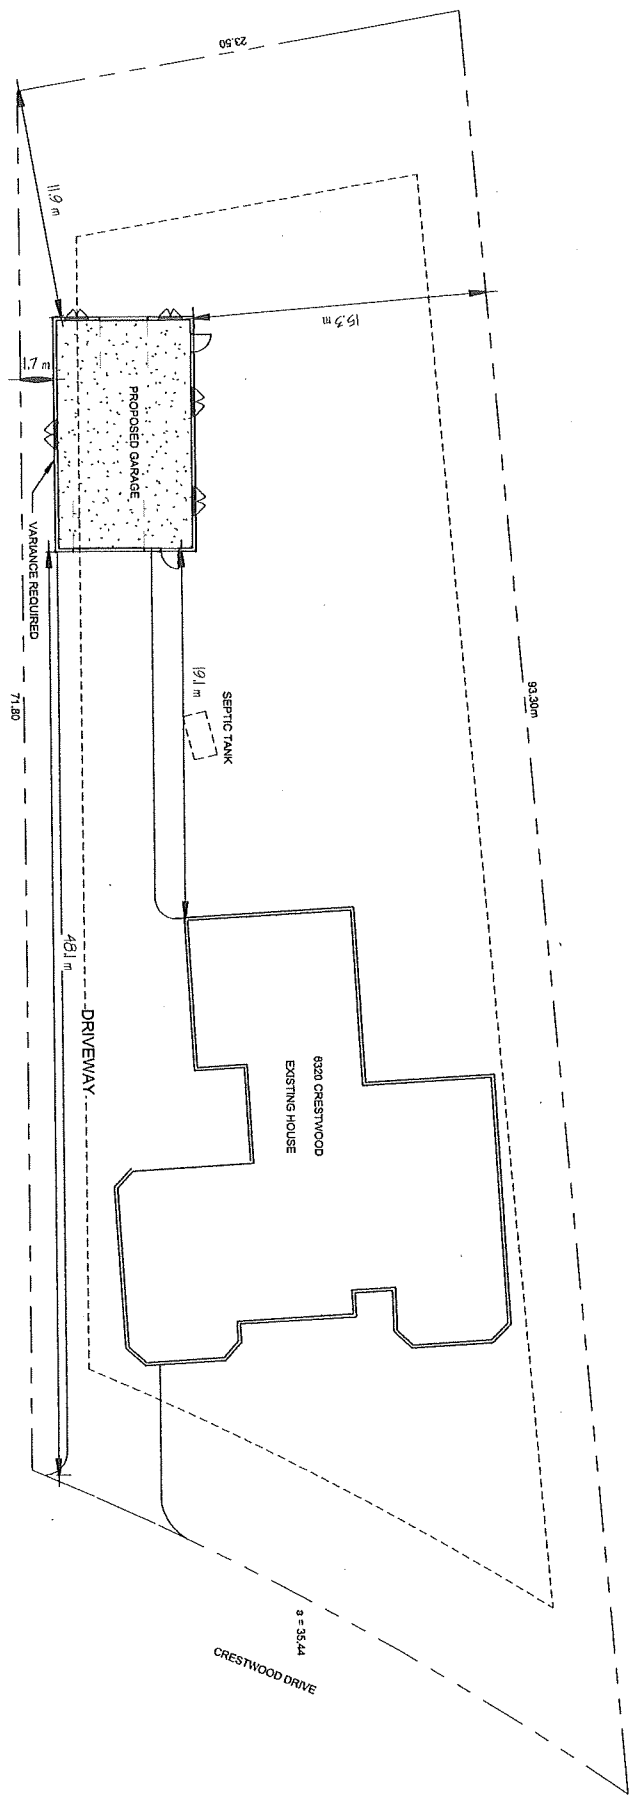 23.50
11.9 m
15.3 m
1.7 m
PROPOSED GARAGE
VARIANCE REQUIRED
71.80
93.30m
19.1 m
SEPTIC TANK
48.1 m
DRIVEWAY
6320 CRESTWOOD
EXISTING HOUSE
a = 35.44
CRESTWOOD DRIVE